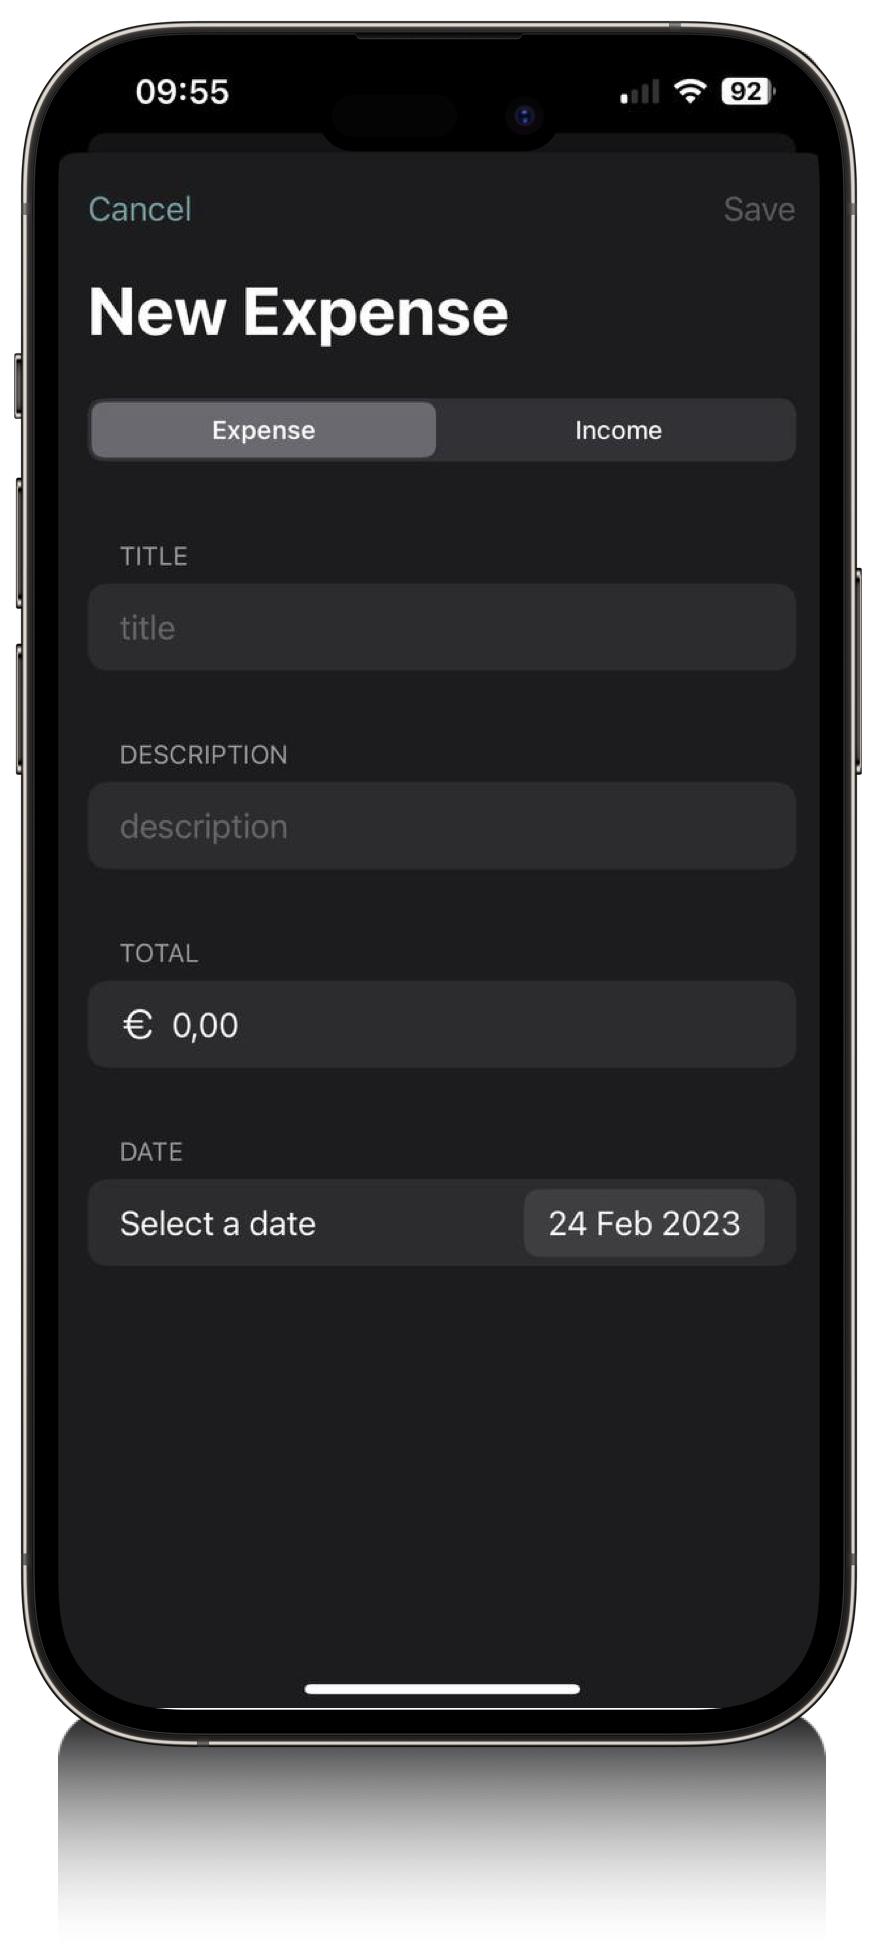 09:55 92
Cancel Save
New Expense
Expense Income
TITLE
title
DESCRIPTION
description
TOTAL
€ 0,00
DATE
Select a date 24 Feb 2023